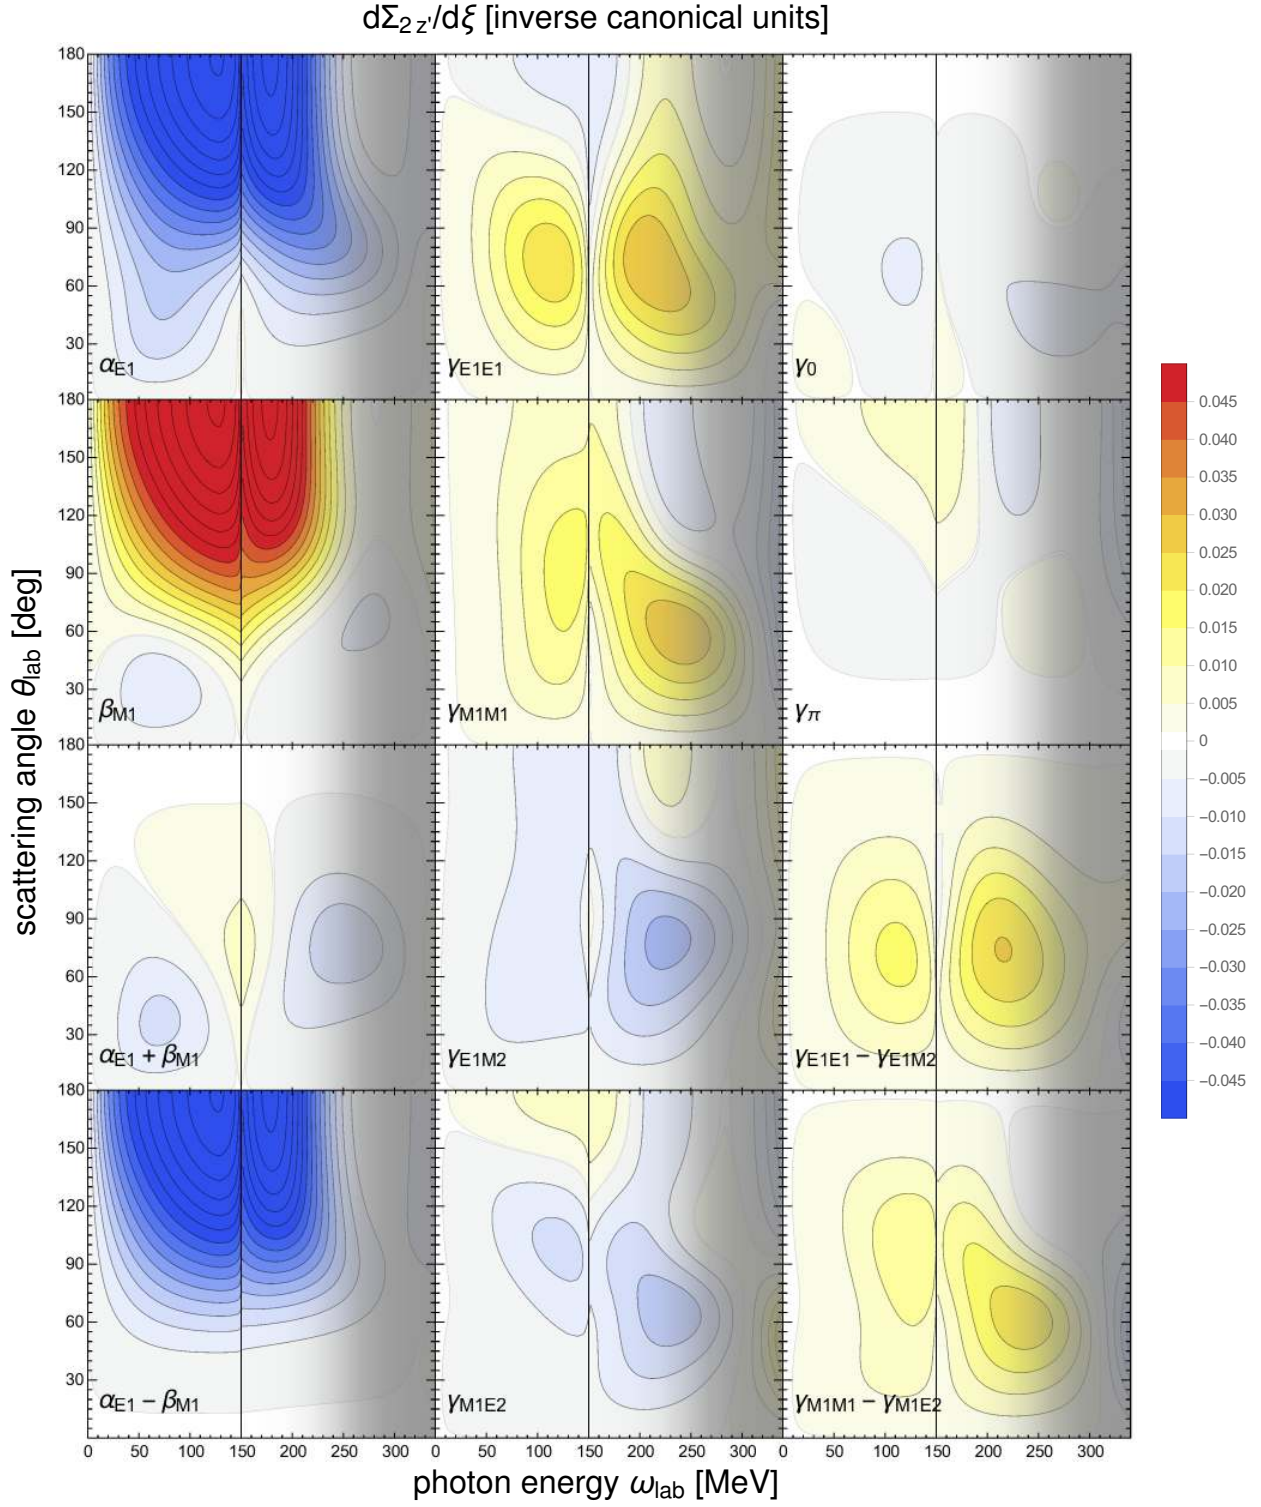 dΣ₂z'/dξ [inverse canonical units]
180
150
120
90
60
30
αE1
γE1E1
γ0
180
150
120
90
60
30
βM1
γM1M1
γπ
180
150
120
90
60
30
αE1 + βM1
γE1M2
γE1E1 − γE1M2
180
150
120
90
60
30
αE1 − βM1
γM1E2
γM1M1 − γM1E2
0 50 100 150 200 250 300 0 50 100 150 200 250 300 0 50 100 150 200 250 300
photon energy ωlab [MeV]
scattering angle θlab [deg]
0.045
0.040
0.035
0.030
0.025
0.020
0.015
0.010
0.005
0
−0.005
−0.010
−0.015
−0.020
−0.025
−0.030
−0.035
−0.040
−0.045